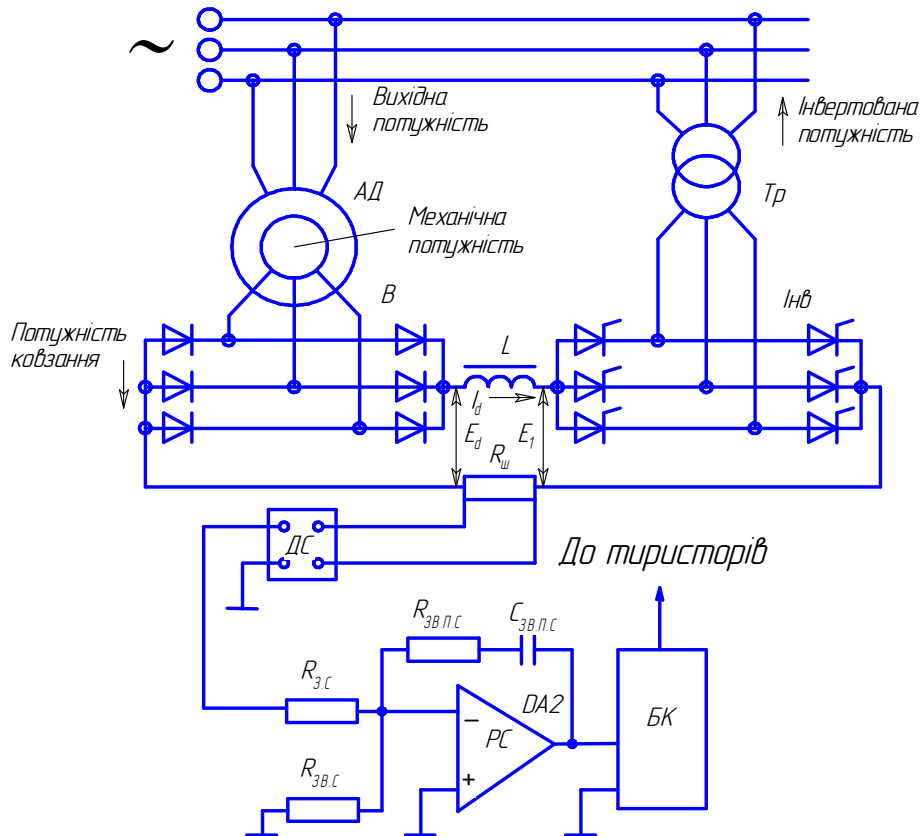 ~
Вихідна
потужність
Інвертована
потужність
АД
Тр
Механічна
потужність
В
Інв
Потужність
ковзання
L
I_d
E_d
E_1
R_ш
ДС
До тиристорів
R_ЗВ.П.С
C_ЗВ.П.С
R_З.С
DA2
РС
−
+
БК
R_ЗВ.С